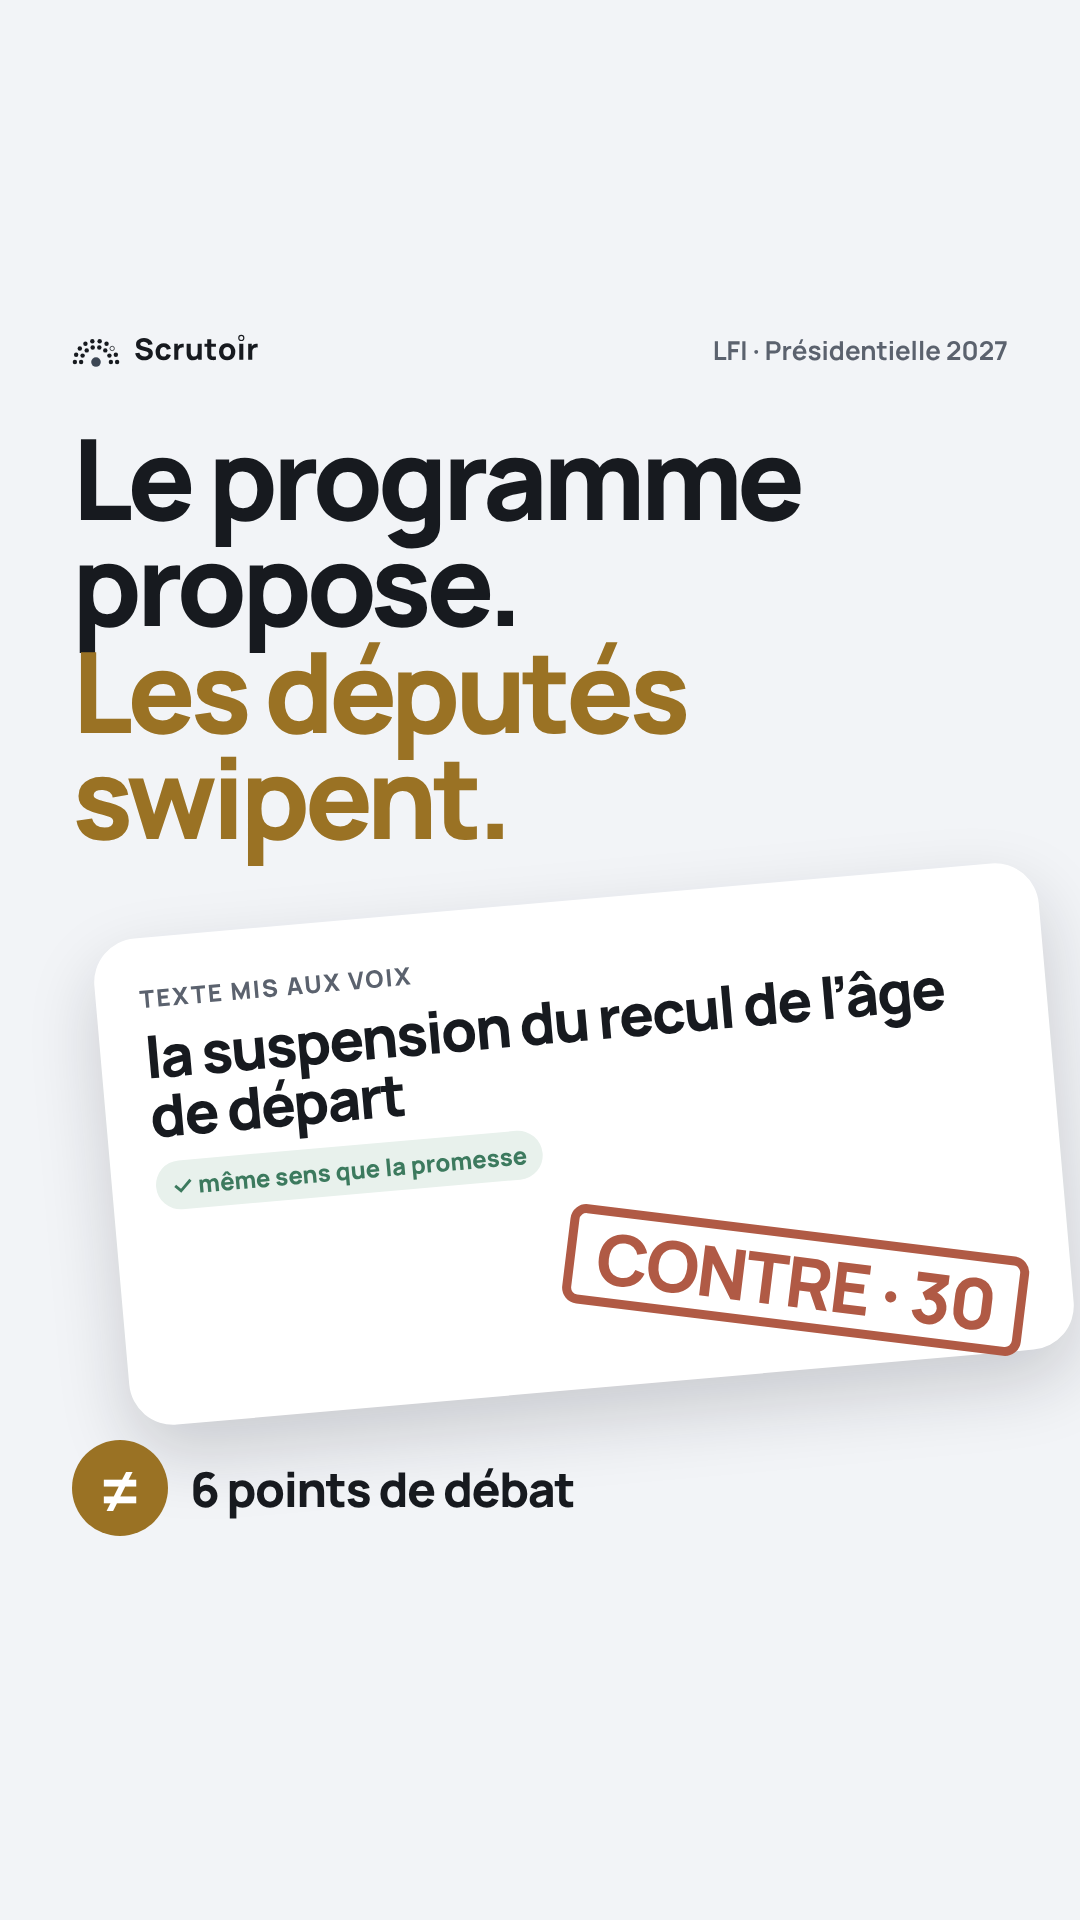 Scrutoir
LFI · Présidentielle 2027
Le programme
propose.
Les députés
swipent.
TEXTE MIS AUX VOIX
la suspension du recul de l’âge
de départ
✓ même sens que la promesse
CONTRE · 30
≠
6 points de débat